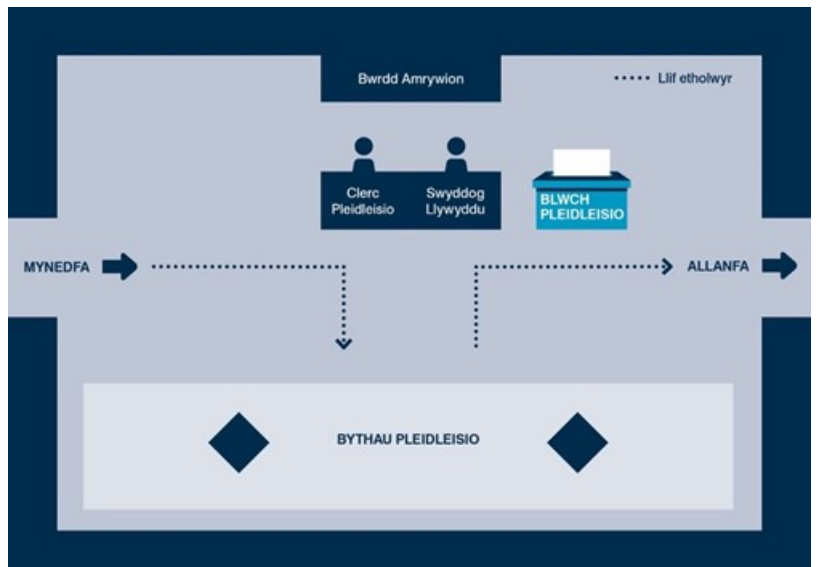 Bwrdd Amrywion
Llif etholwyr
Clerc
Pleidleisio
Swyddog
Llywyddu
BLWCH
PLEIDLEISIO
MYNEDFA
ALLANFA
BYTHAU PLEIDLEISIO